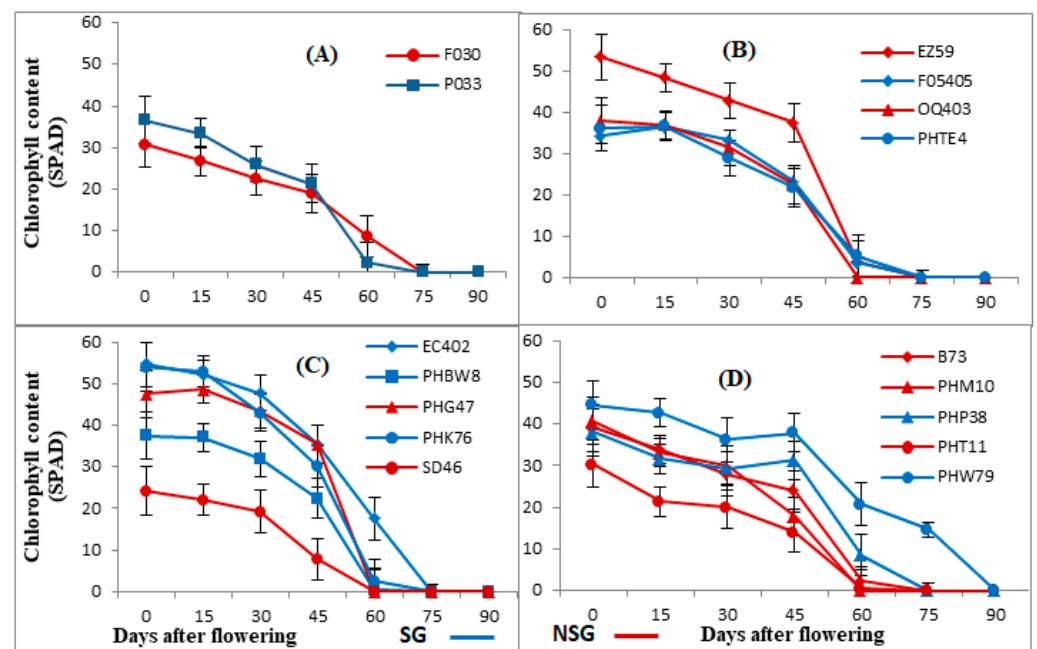 Chlorophyll content
(SPAD)
60
50
40
30
20
10
0
0 15 30 45 60 75 90
(A)
F030
P033
60
50
40
30
20
10
0
0 15 30 45 60 75 90
(B)
EZ59
F05405
OQ403
PHTE4
Chlorophyll content
(SPAD)
60
50
40
30
20
10
0
0 15 30 45 60 75 90
(C)
EC402
PHBW8
PHG47
PHK76
SD46
60
50
40
30
20
10
0
0 15 30 45 60 75 90
(D)
B73
PHM10
PHP38
PHT11
PHW79
Days after flowering SG NSG Days after flowering